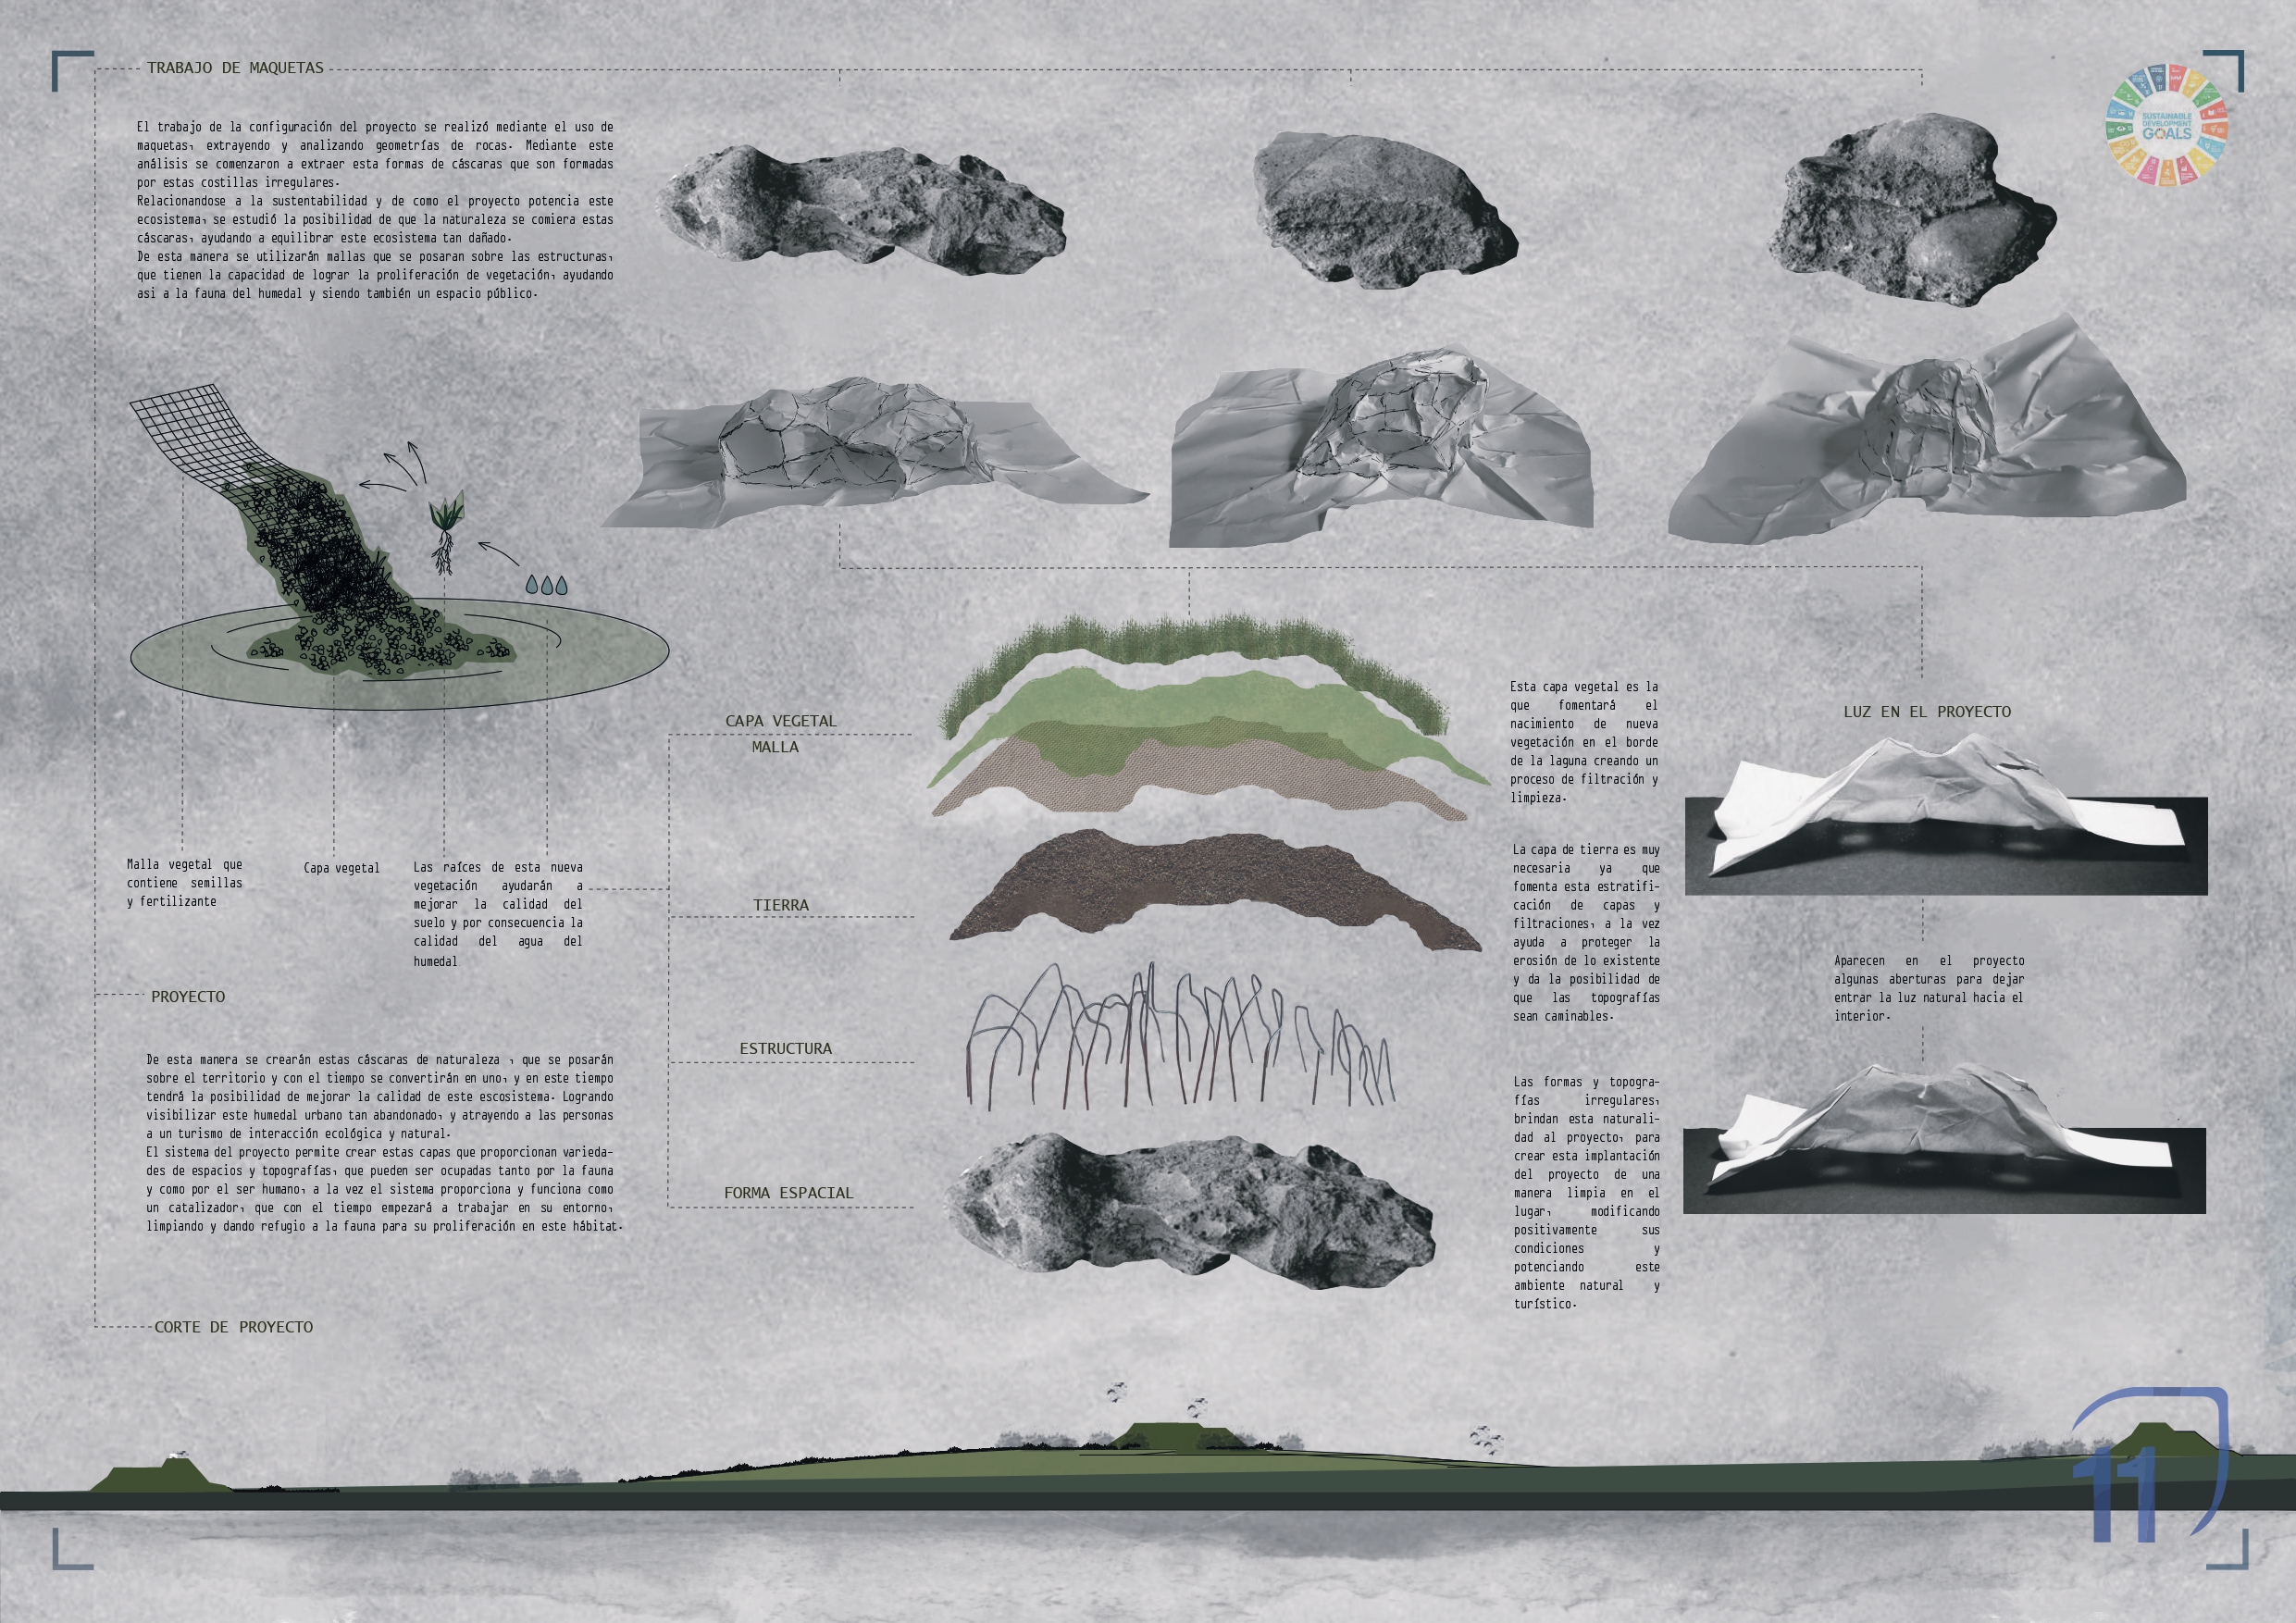 TRABAJO DE MAQUETAS
El trabajo de la configuración del proyecto se realizó mediante el uso de
maquetas, extrayendo y analizando geometrías de rocas. Mediante este
análisis se comenzaron a extraer esta formas de cáscaras que son formadas
por estas costillas irregulares.
Relacionandose a la sustentabilidad y de como el proyecto potencia este
ecosistema, se estudió la posibilidad de que la naturaleza se comiera estas
cáscaras, ayudando a equilibrar este ecosistema tan dañado.
De esta manera se utilizarán mallas que se posaran sobre las estructuras,
que tienen la capacidad de lograr la proliferación de vegetación, ayudando
asi a la fauna del humedal y siendo también un espacio público.
SUSTAINABLE
DEVELOPMENT
GOALS
Malla vegetal que
contiene semillas
y fertilizante
Capa vegetal
Las raíces de esta nueva
vegetación ayudarán a
mejorar la calidad del
suelo y por consecuencia la
calidad del agua del
humedal
CAPA VEGETAL
MALLA
TIERRA
ESTRUCTURA
FORMA ESPACIAL
Esta capa vegetal es la
que fomentará el
nacimiento de nueva
vegetación en el borde
de la laguna creando un
proceso de filtración y
limpieza.
La capa de tierra es muy
necesaria ya que
fomenta esta estratifi-
cación de capas y
filtraciones, a la vez
ayuda a proteger la
erosión de lo existente
y da la posibilidad de
que las topografías
sean caminables.
Las formas y topogra-
fías irregulares,
brindan esta naturali-
dad al proyecto, para
crear esta implantación
del proyecto de una
manera limpia en el
lugar, modificando
positivamente sus
condiciones y
potenciando este
ambiente natural y
turístico.
LUZ EN EL PROYECTO
Aparecen en el proyecto
algunas aberturas para dejar
entrar la luz natural hacia el
interior.
PROYECTO
De esta manera se crearán estas cáscaras de naturaleza , que se posarán
sobre el territorio y con el tiempo se convertirán en uno, y en este tiempo
tendrá la posibilidad de mejorar la calidad de este escosistema. Logrando
visibilizar este humedal urbano tan abandonado, y atrayendo a las personas
a un turismo de interacción ecológica y natural.
El sistema del proyecto permite crear estas capas que proporcionan varieda-
des de espacios y topografías, que pueden ser ocupadas tanto por la fauna
y como por el ser humano, a la vez el sistema proporciona y funciona como
un catalizador, que con el tiempo empezará a trabajar en su entorno,
limpiando y dando refugio a la fauna para su proliferación en este hábitat.
CORTE DE PROYECTO
11